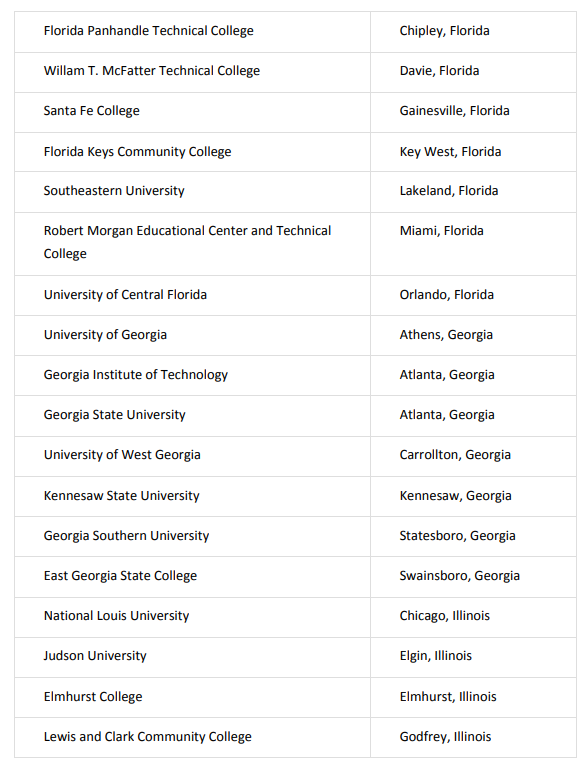 Florida Panhandle Technical College Chipley, Florida
Willam T. McFatter Technical College Davie, Florida
Santa Fe College Gainesville, Florida
Florida Keys Community College Key West, Florida
Southeastern University Lakeland, Florida
Robert Morgan Educational Center and Technical Miami, Florida
College
University of Central Florida Orlando, Florida
University of Georgia Athens, Georgia
Georgia Institute of Technology Atlanta, Georgia
Georgia State University Atlanta, Georgia
University of West Georgia Carrollton, Georgia
Kennesaw State University Kennesaw, Georgia
Georgia Southern University Statesboro, Georgia
East Georgia State College Swainsboro, Georgia
National Louis University Chicago, Illinois
Judson University Elgin, Illinois
Elmhurst College Elmhurst, Illinois
Lewis and Clark Community College Godfrey, Illinois